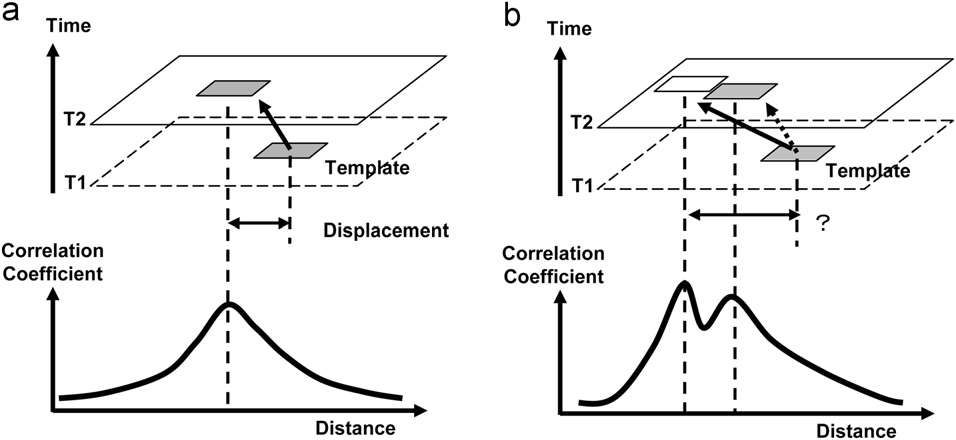 a
Time
T2
T1
Template
Displacement
Correlation
Coefficient
Distance
b
Time
T2
T1
Template
?
Correlation
Coefficient
Distance